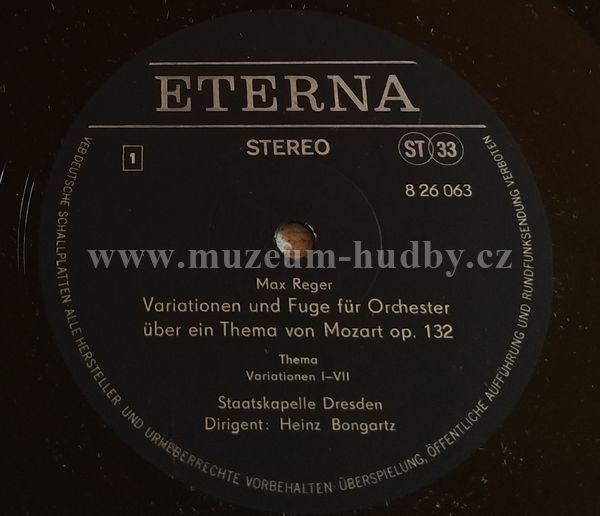 ETERNA
STEREO
ST 33
1
8 26 063
www.muzeum-hudby.cz
Max Reger
Variationen und Fuge für Orchester
über ein Thema von Mozart op. 132
Thema
Variationen I–VII
Staatskapelle Dresden
Dirigent: Heinz Bongartz
VEB DEUTSCHE SCHALLPLATTEN ALLE HERSTELLER- UND URHEBERRECHTE VORBEHALTEN · ÜBERSPIELUNG, ÖFFENTLICHE AUFFÜHRUNG UND RUNDFUNKSENDUNG VERBOTEN